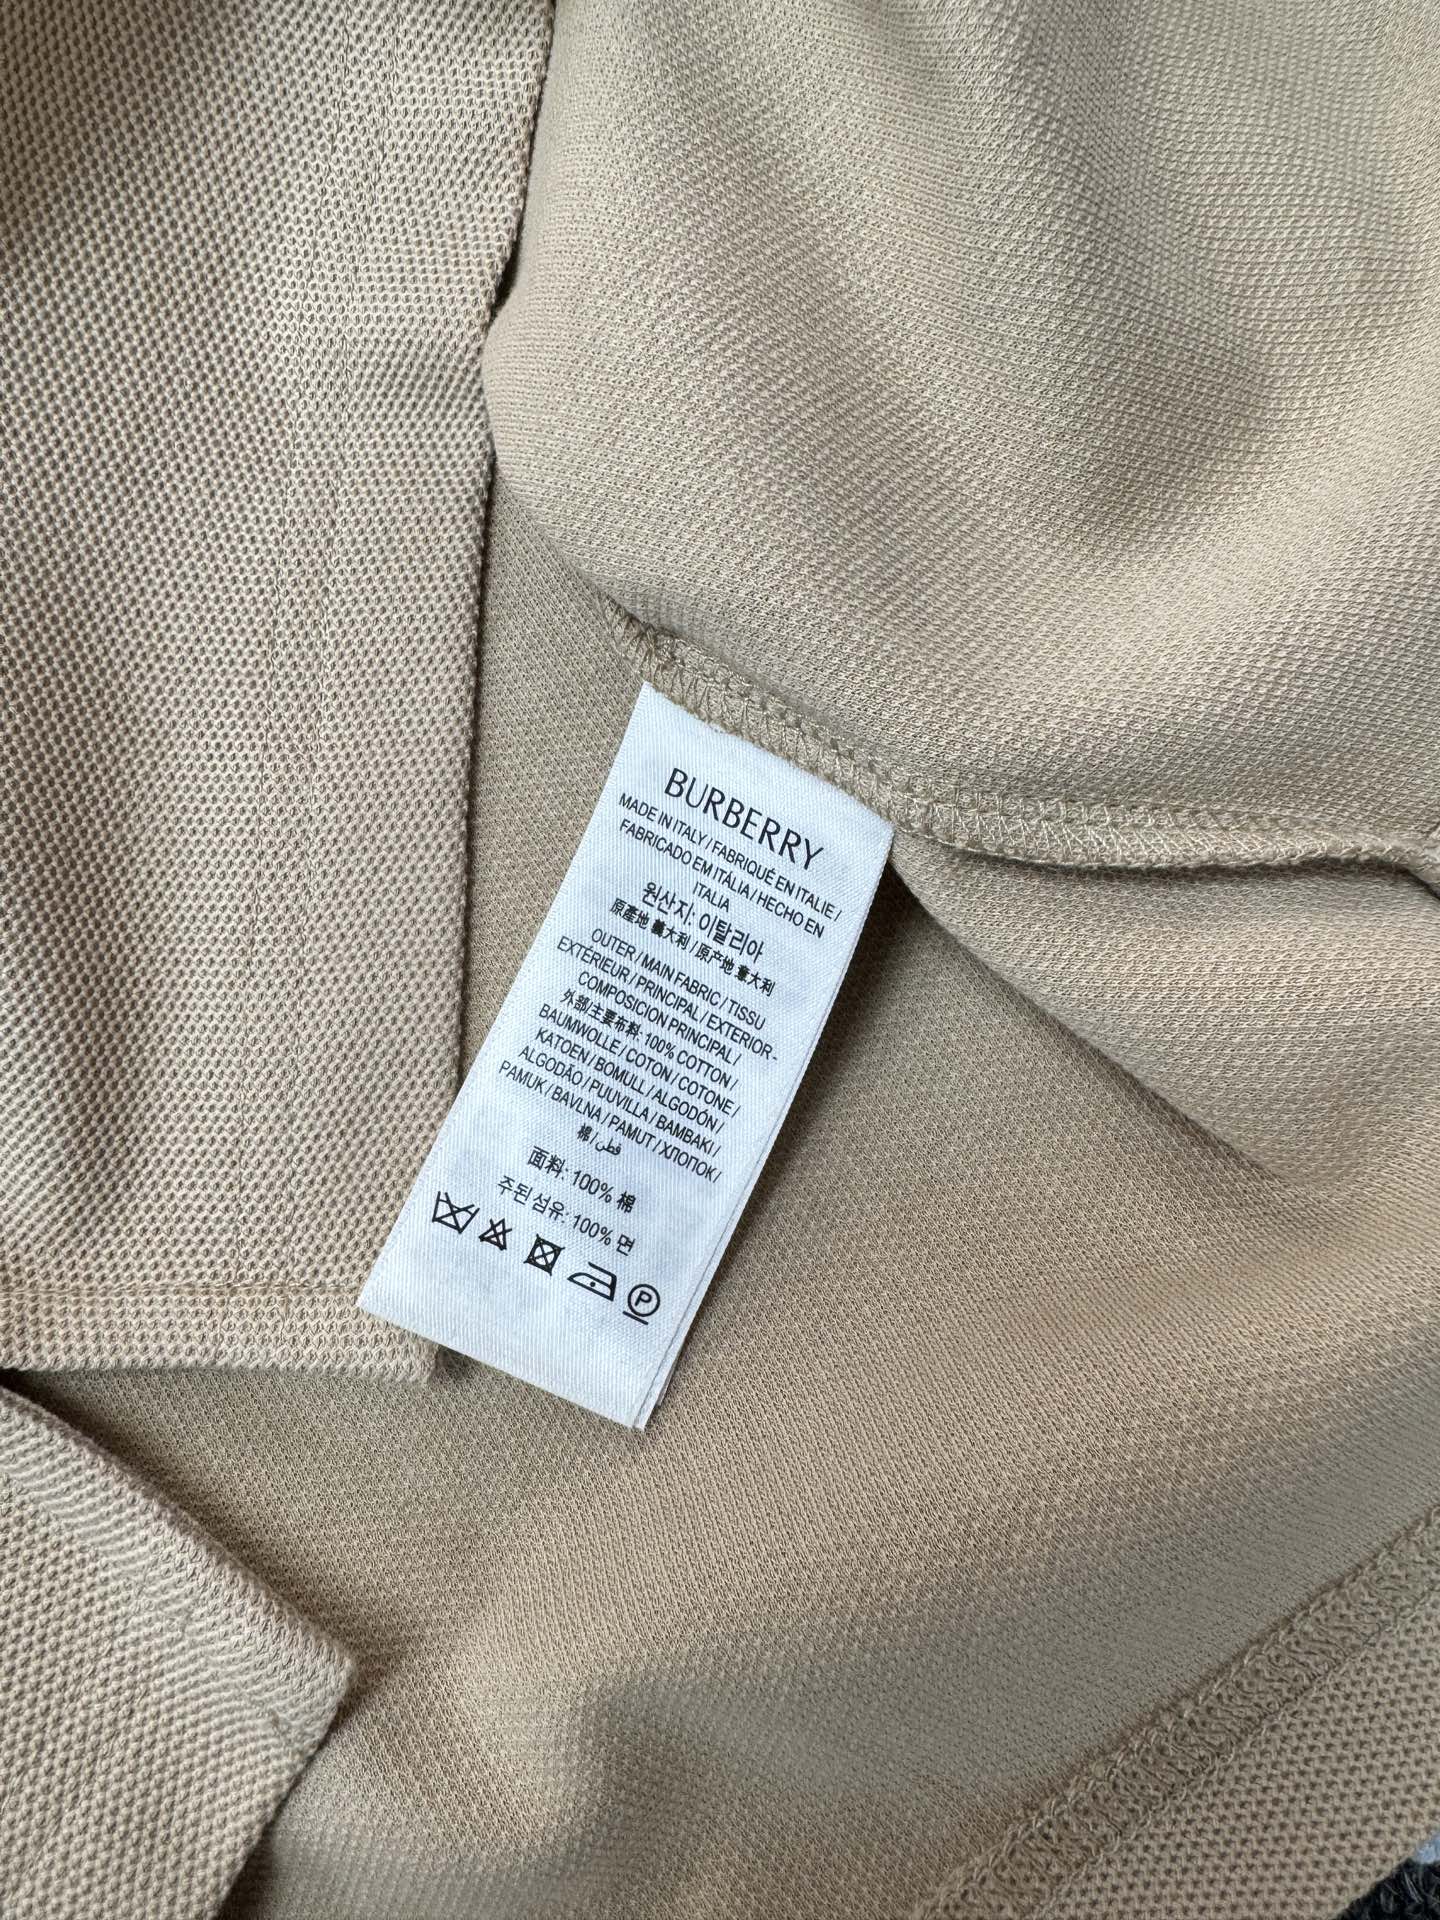 BURBERRY
MADE IN ITALY / FABRIQUÉ EN ITALIE /
FABRICADO EM ITÁLIA / HECHO EN
ITALIA
원산지: 이탈리아
原產地 義大利 / 原产地 意大利
OUTER / MAIN FABRIC / TISSU
EXTÉRIEUR / PRINCIPAL / EXTERIOR -
COMPOSICION PRINCIPAL /
外部/主要布料: 100% COTTON /
BAUMWOLLE / COTON / COTONE /
KATOEN / BOMULL / ALGODÓN /
ALGODÃO / PUUVILLA / BAMBAKI /
PAMUK / BAVLNA / PAMUT / ХЛОПОК /
棉 / قطن
面料: 100% 棉
주된 섬유: 100% 면
P